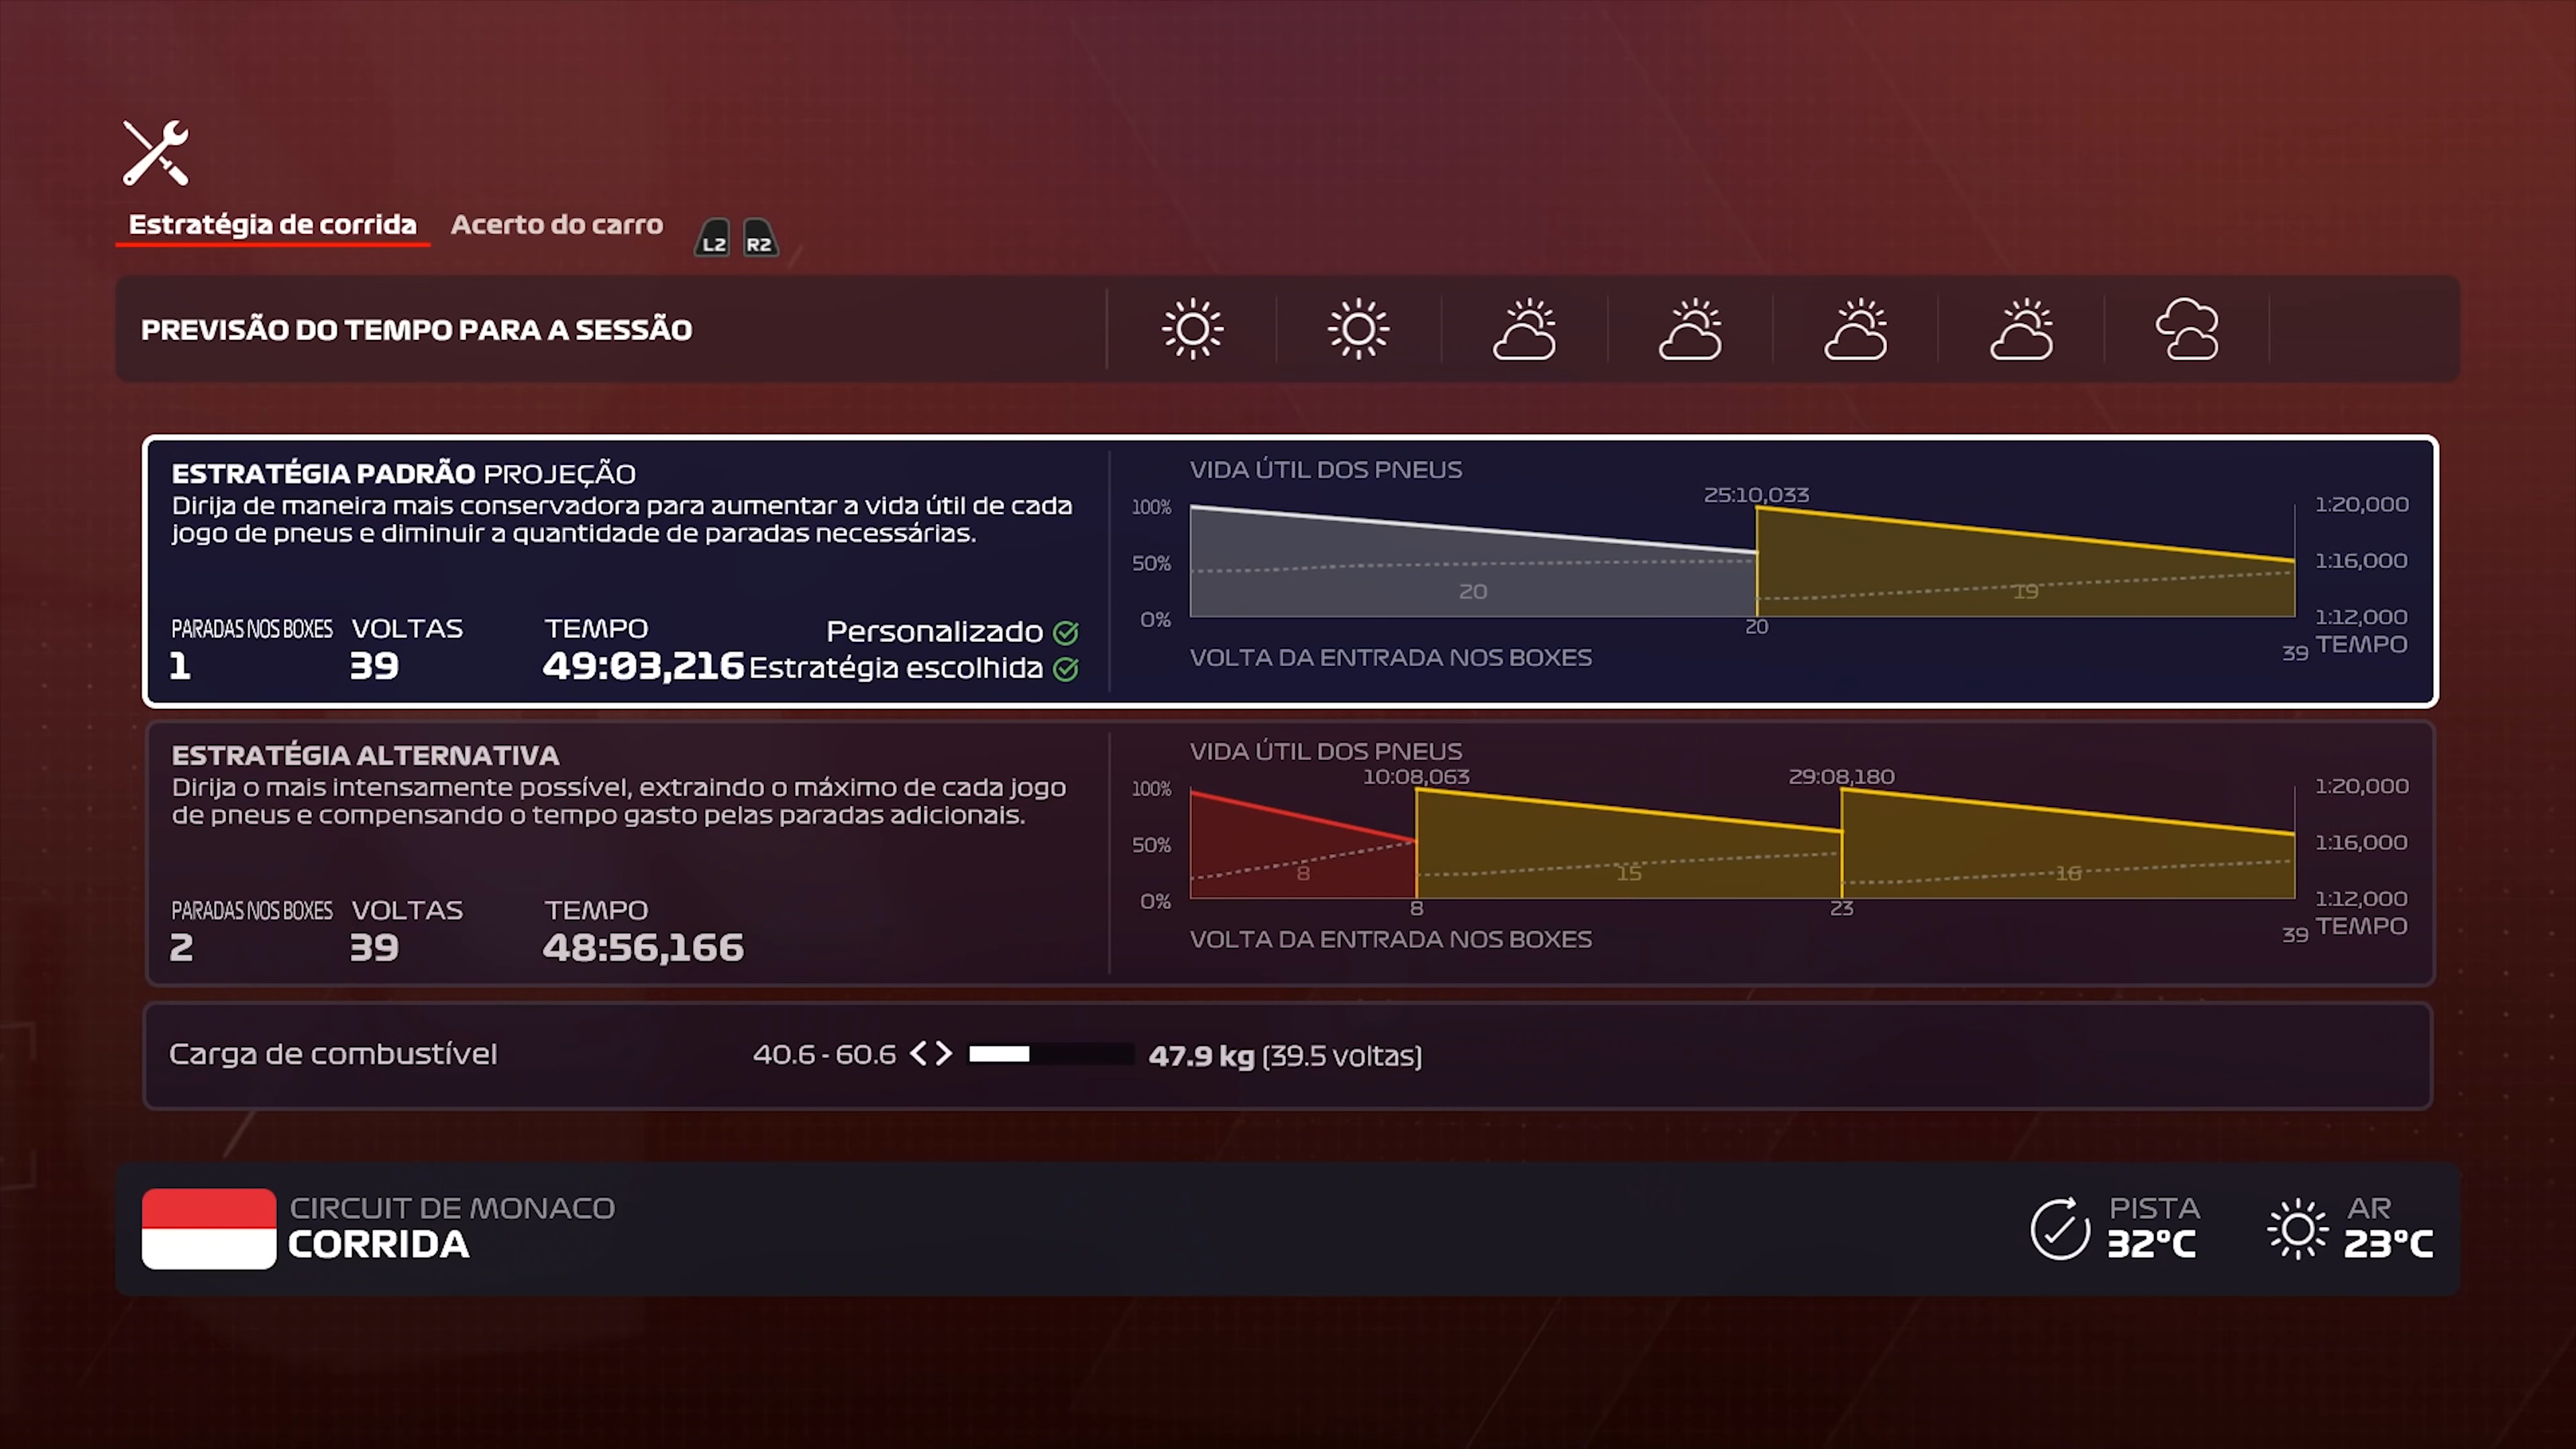 Estratégia de corrida Acerto do carro L2 R2
PREVISÃO DO TEMPO PARA A SESSÃO
ESTRATÉGIA PADRÃO PROJEÇÃO
Dirija de maneira mais conservadora para aumentar a vida útil de cada
jogo de pneus e diminuir a quantidade de paradas necessárias.
PARADAS NOS BOXES VOLTAS TEMPO Personalizado
1 39 49:03,216 Estratégia escolhida
VIDA ÚTIL DOS PNEUS
25:10,033
100% 1:20,000
50% 1:16,000
20 19
0% 1:12,000
20
39 TEMPO
VOLTA DA ENTRADA NOS BOXES
ESTRATÉGIA ALTERNATIVA
Dirija o mais intensamente possível, extraindo o máximo de cada jogo
de pneus e compensando o tempo gasto pelas paradas adicionais.
PARADAS NOS BOXES VOLTAS TEMPO
2 39 48:56,166
VIDA ÚTIL DOS PNEUS
10:08,063 29:08,180
100% 1:20,000
50% 1:16,000
8 15 16
0% 1:12,000
8 23
39 TEMPO
VOLTA DA ENTRADA NOS BOXES
Carga de combustível 40.6 - 60.6 47.9 kg (39.5 voltas)
CIRCUIT DE MONACO
CORRIDA
PISTA
32°C
AR
23°C